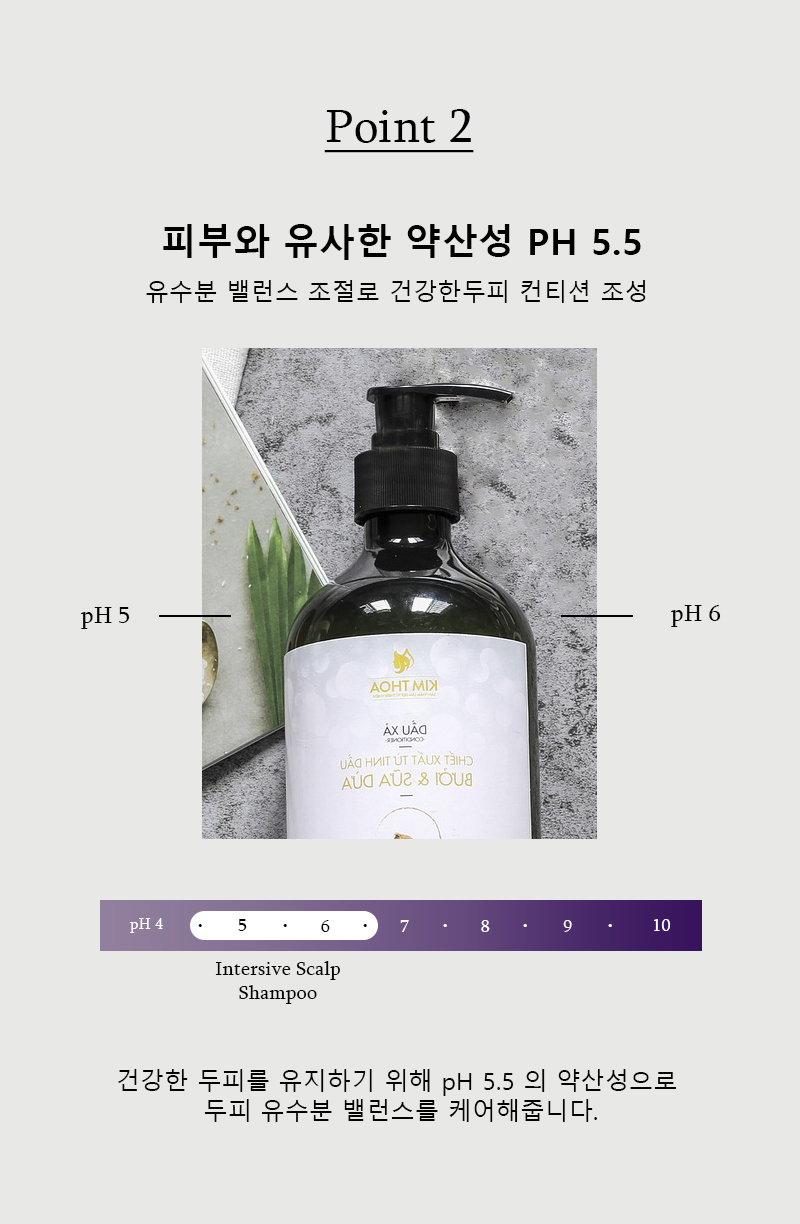 Point 2
피부와 유사한 약산성 PH 5.5
유수분 밸런스 조절로 건강한두피 컨티션 조성
pH 5
pH 6
KIM THOA
DẦU XẢ
-CONDITIONER-
CHIẾT XUẤT TỪ TINH DẦU
BƯỞI & SỮA DỪA
pH 4 · 5 · 6 · 7 · 8 · 9 · 10
Intersive Scalp
Shampoo
건강한 두피를 유지하기 위해 pH 5.5 의 약산성으로
두피 유수분 밸런스를 케어해줍니다.